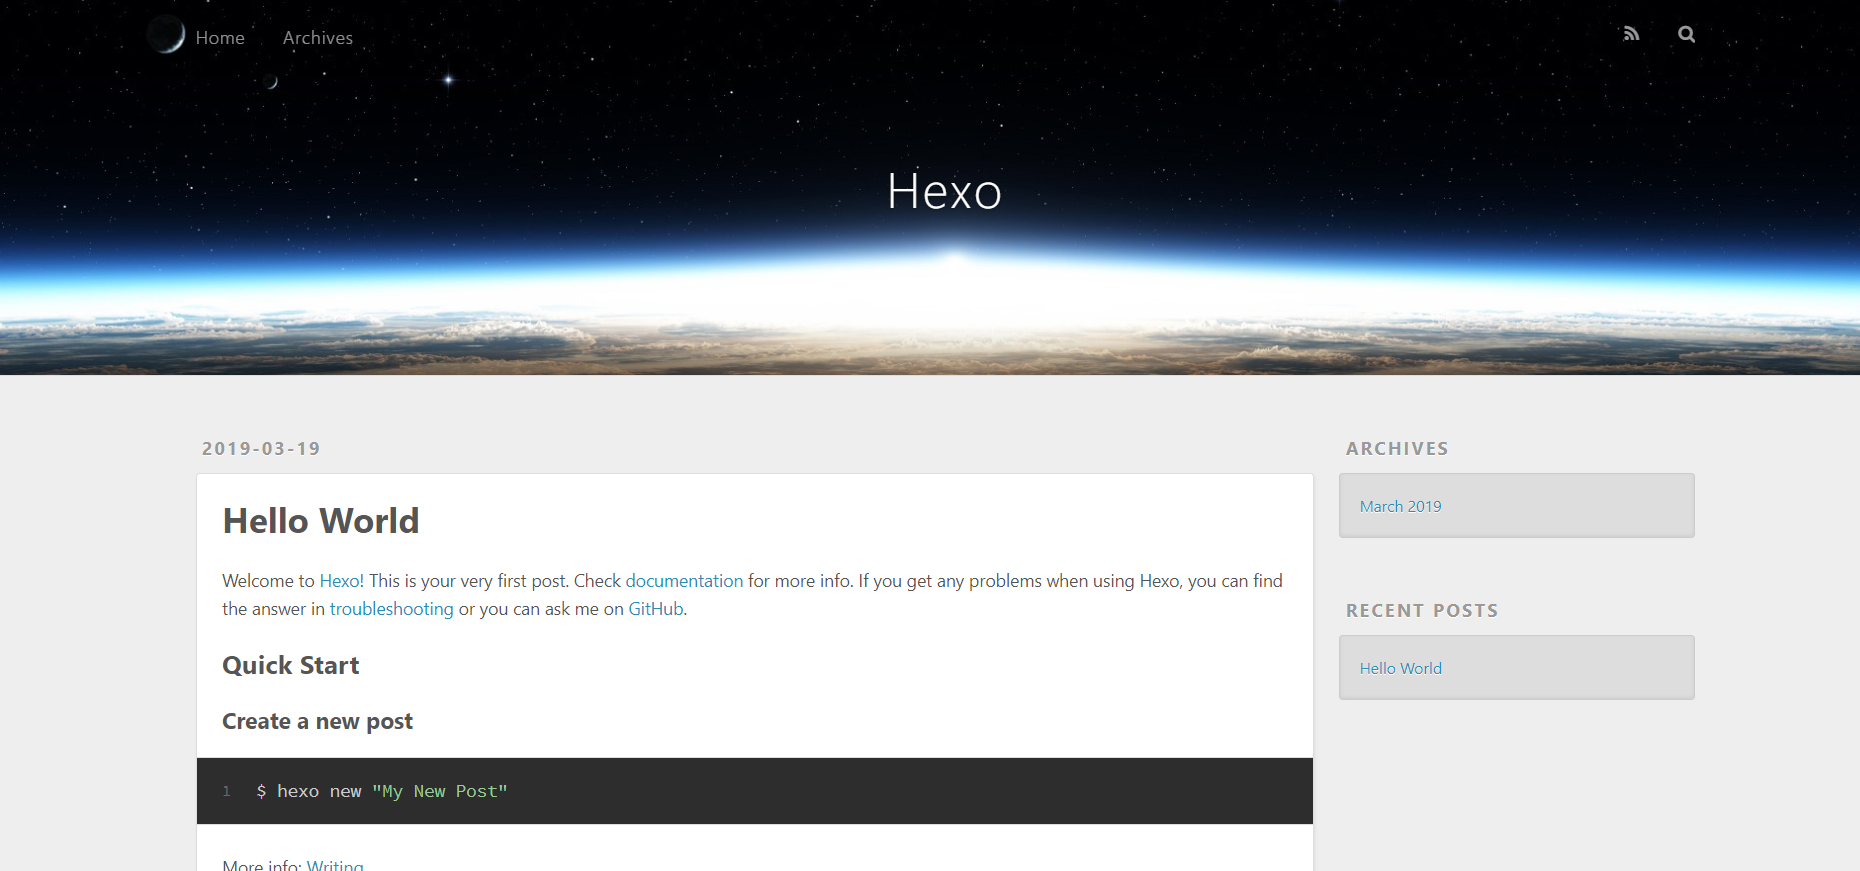 Home Archives
Hexo
2019-03-19
Hello World
Welcome to Hexo! This is your very first post. Check documentation for more info. If you get any problems when using Hexo, you can find
the answer in troubleshooting or you can ask me on GitHub.
Quick Start
Create a new post
1 $ hexo new "My New Post"
More info: Writing
ARCHIVES
March 2019
RECENT POSTS
Hello World